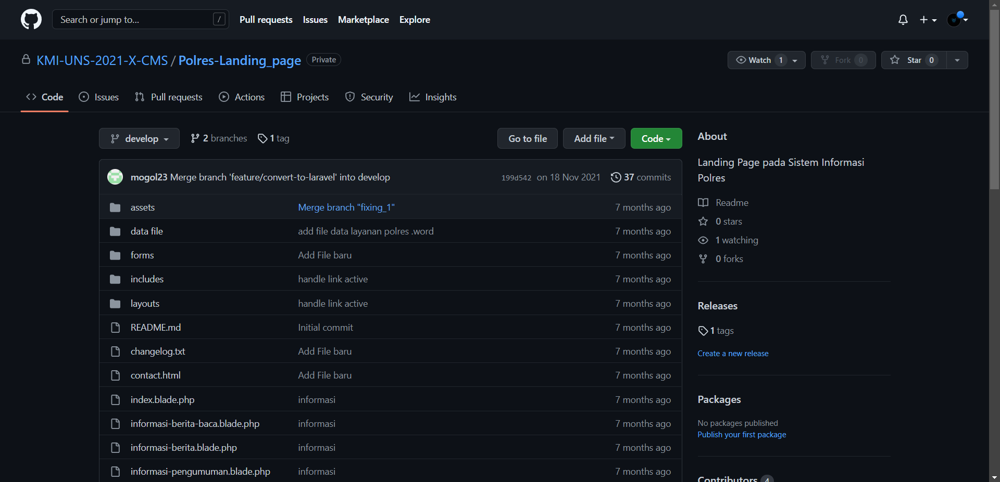 Search or jump to... /
Pull requests Issues Marketplace Explore
KMI-UNS-2021-X-CMS / Polres-Landing_page Private
Watch 1 Fork 0 Star 0
Code Issues Pull requests Actions Projects Security Insights
develop 2 branches 1 tag
Go to file Add file Code
mogol23 Merge branch 'feature/convert-to-laravel' into develop 199d542 on 18 Nov 2021 37 commits
assets Merge branch "fixing_1" 7 months ago
data file add file data layanan polres .word 7 months ago
forms Add File baru 7 months ago
includes handle link active 7 months ago
layouts handle link active 7 months ago
README.md Initial commit 7 months ago
changelog.txt Add File baru 7 months ago
contact.html Add File baru 7 months ago
index.blade.php informasi 7 months ago
informasi-berita-baca.blade.php informasi 7 months ago
informasi-berita.blade.php informasi 7 months ago
informasi-pengumuman.blade.php informasi 7 months ago
About
Landing Page pada Sistem Informasi
Polres
Readme
0 stars
1 watching
0 forks
Releases
1 tags
Create a new release
Packages
No packages published
Publish your first package
Contributors 4